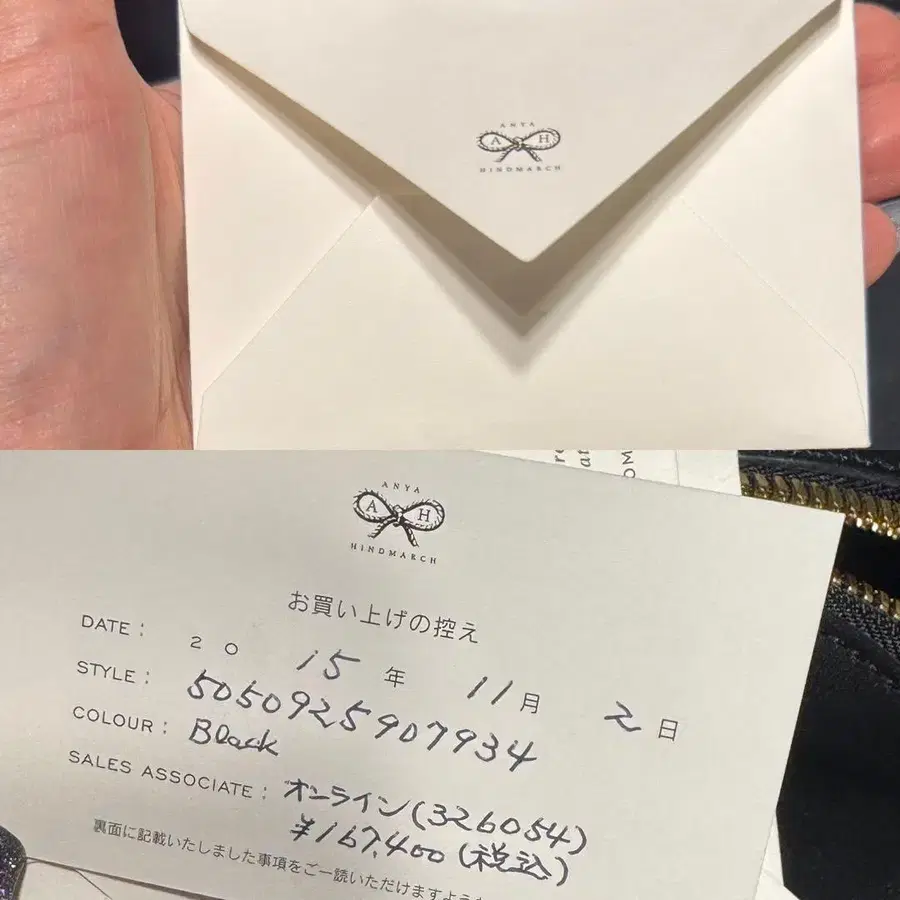 ANYA
A H
HINDMARCH
ANYA
A H
HINDMARCH
お買い上げの控え
DATE: 20 15 年 11 月 2 日
STYLE: 5050925907934
COLOUR: Black
SALES ASSOCIATE: オンライン(326054)
¥167,400(税込)
裏面に記載いたしました事項をご一読いただけますよう